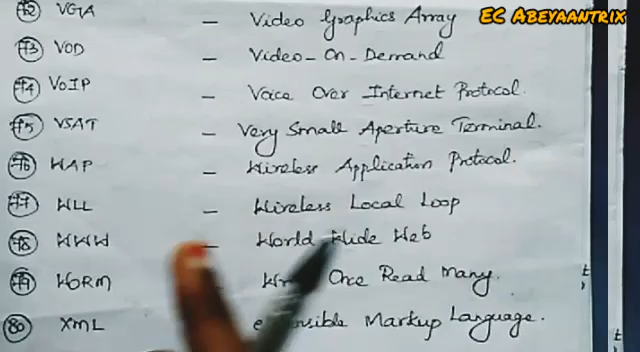 EC Abeyaantrix
72 VGA - Video Graphics Array
73 VOD - Video-On-Demand
74 VOIP - Voice Over Internet Protocol.
75 VSAT - Very Small Aperture Terminal.
76 WAP - Wireless Application Protocol.
77 WLL - Wireless Local Loop
78 WWW - World Wide Web
79 WORM - Once Read Many.
80 XML - Markup Language.